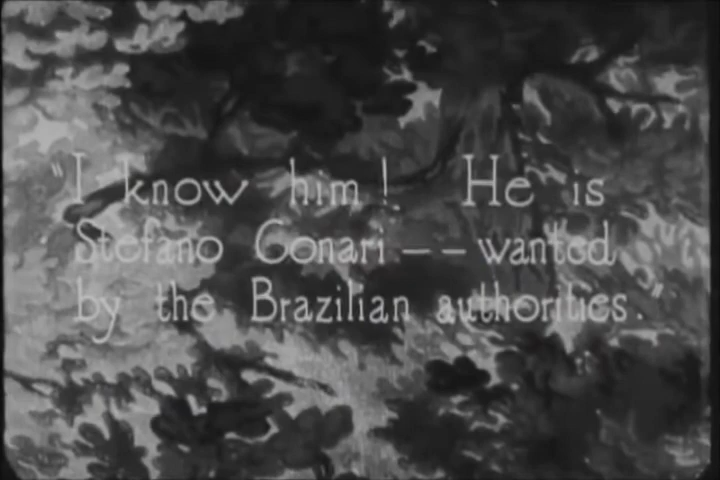 "I know him! He is
Stefano Conari -- wanted
by the Brazilian authorities."